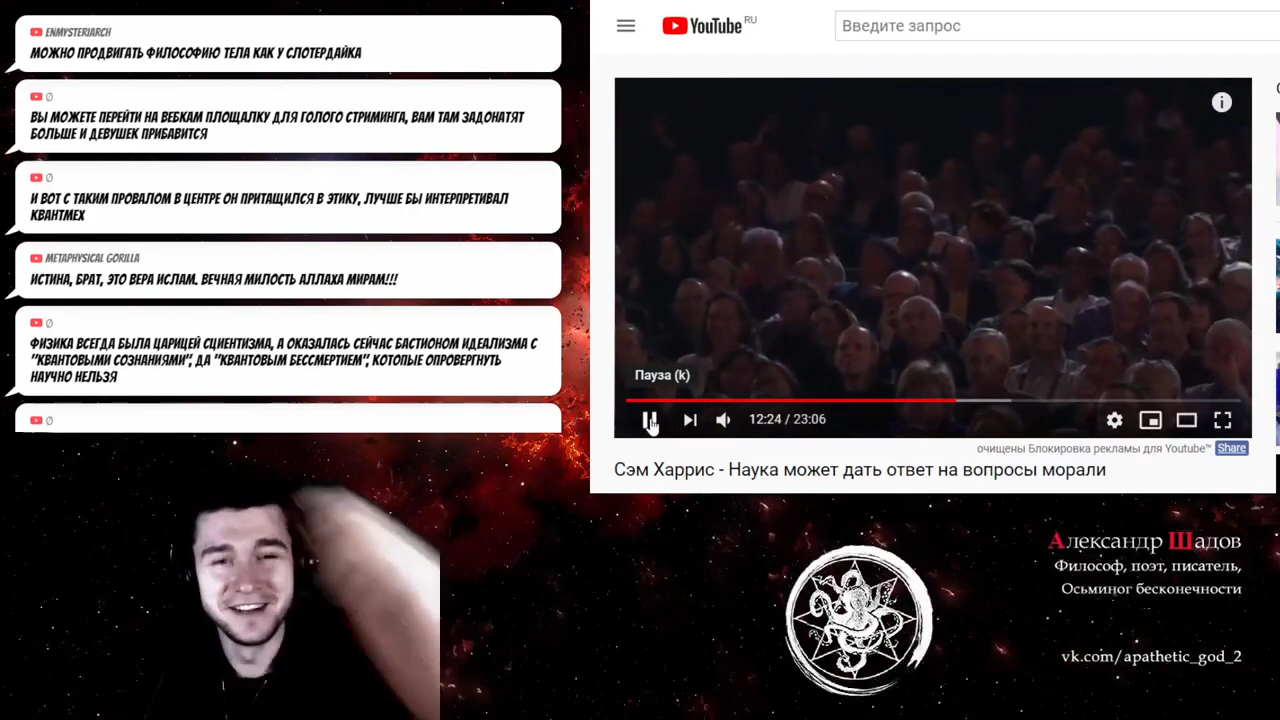 ENMYSTERIARCH
МОЖНО ПРОДВИГАТЬ ФИЛОСОФИЮ ТЕЛА КАК У СЛОТЕРДАЙКА
Ø
ВЫ МОЖЕТЕ ПЕРЕЙТИ НА ВЕБКАМ ПЛОЩАЛКУ ДЛЯ ГОЛОГО СТРИМИНГА, ВАМ ТАМ ЗАДОНАТЯТ
БОЛЬШЕ И ДЕВУШЕК ПРИБАВИТСЯ
Ø
И ВОТ С ТАКИМ ПРОВАЛОМ В ЦЕНТРЕ ОН ПРИТАЩИЛСЯ В ЭТИКУ, ЛУЧШЕ БЫ ИНТЕРПРЕТИВАЛ
КВАНТМЕХ
METAPHYSICAL GORILLA
ИСТИНА, БРАТ, ЭТО ВЕРА ИСЛАМ. ВЕЧНАЯ МИЛОСТЬ АЛЛАХА МИРАМ!!!
Ø
ФИЗИКА ВСЕГДА БЫЛА ЦАРИЦЕЙ СЦИЕНТИЗМА, А ОКАЗАЛАСЬ СЕЙЧАС БАСТИОНОМ ИДЕАЛИЗМА С
"КВАНТОВЫМИ СОЗНАНИЯМИ", ДА "КВАНТОВЫМ БЕССМЕРТИЕМ", КОТОПЫЕ ОПРОВЕРГНУТЬ
НАУЧНО НЕЛЬЗЯ
Ø
YouTube RU
Введите запрос
Пауза (k)
12:24 / 23:06
очищены Блокировка рекламы для Youtube™ Share
Сэм Харрис - Наука может дать ответ на вопросы морали
Александр Шадов
Философ, поэт, писатель,
Осьминог бесконечности
vk.com/apathetic_god_2